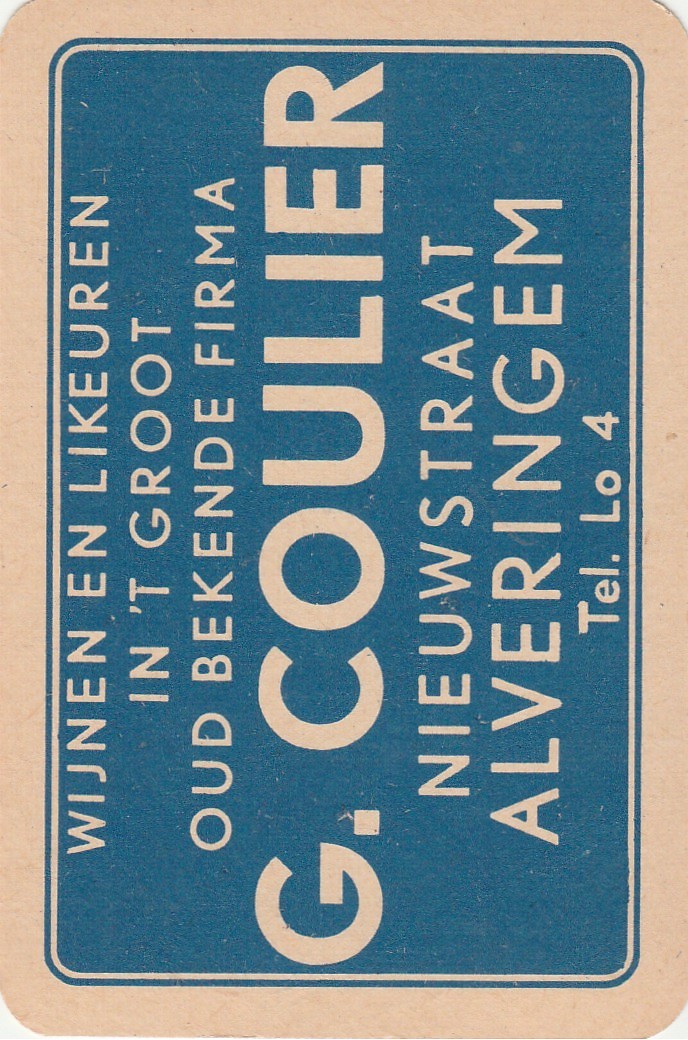 WIJNEN EN LIKEUREN
IN 'T GROOT
OUD BEKENDE FIRMA
G. COULIER
NIEUWSTRAAT
ALVERINGEM
Tel. Lo 4